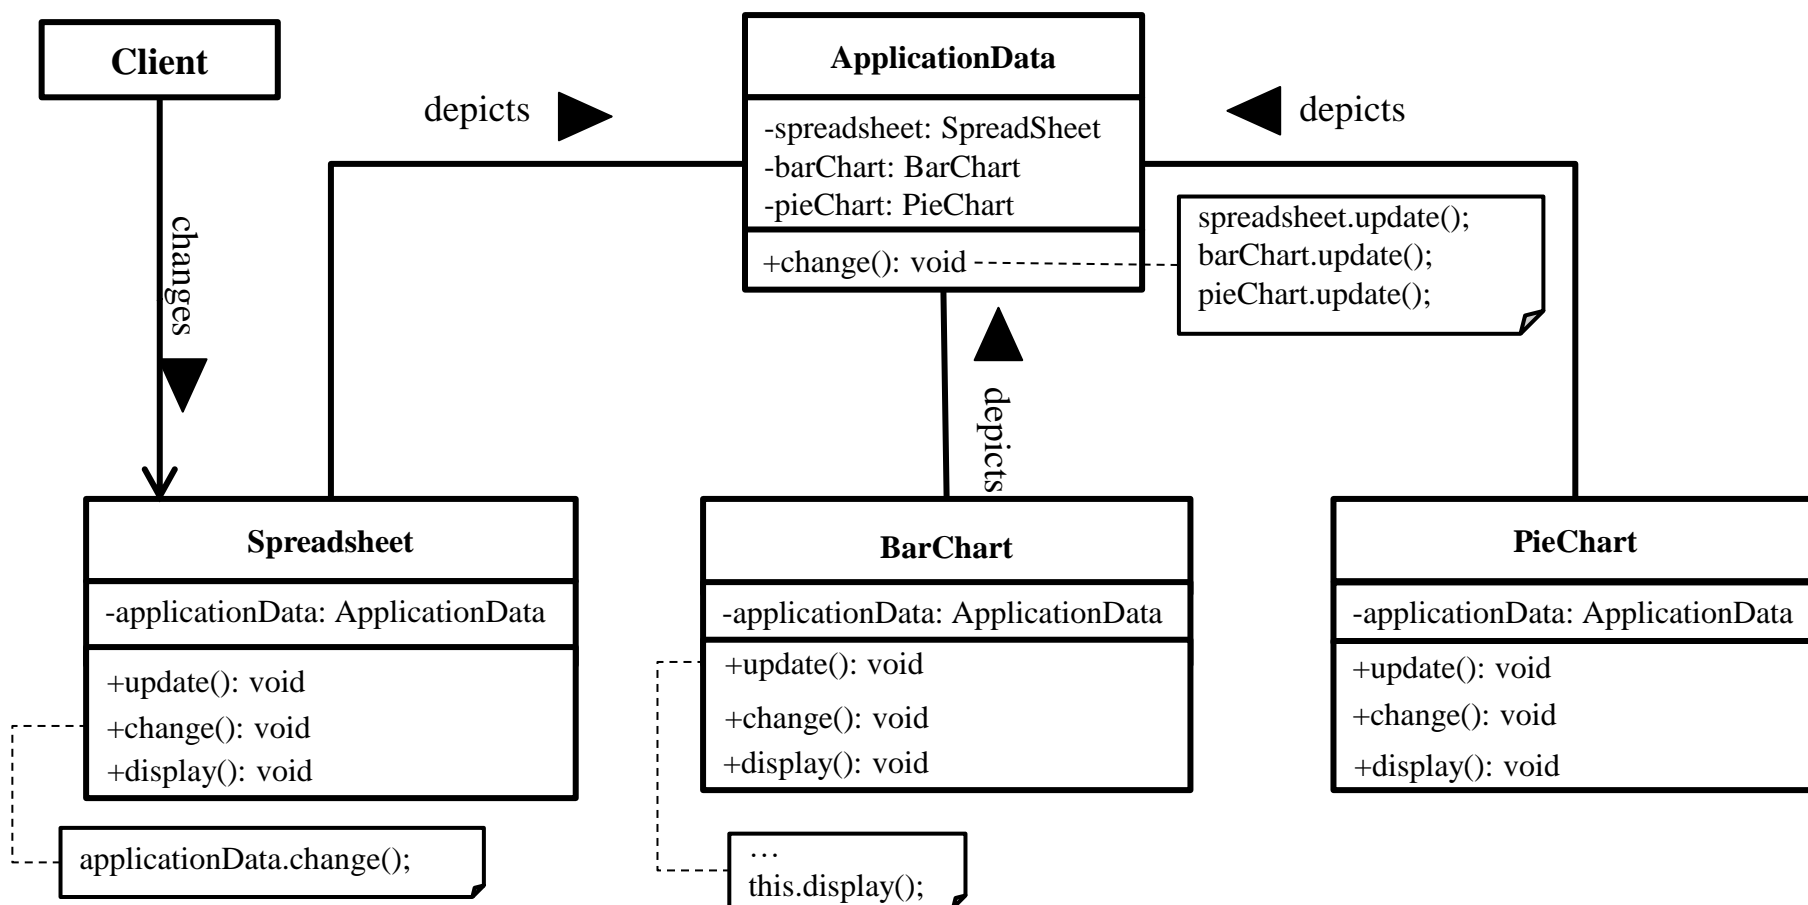 Client
ApplicationData
depicts
depicts
-spreadsheet: SpreadSheet
-barChart: BarChart
-pieChart: PieChart
+change(): void
spreadsheet.update();
barChart.update();
pieChart.update();
changes
depicts
Spreadsheet
-applicationData: ApplicationData
+update(): void
+change(): void
+display(): void
applicationData.change();
BarChart
-applicationData: ApplicationData
+update(): void
+change(): void
+display(): void
…
this.display();
PieChart
-applicationData: ApplicationData
+update(): void
+change(): void
+display(): void